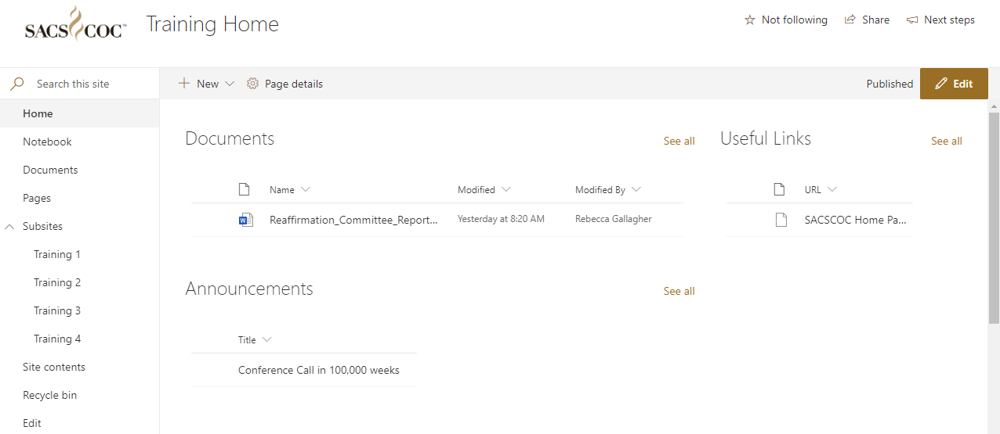 SACS COC™ Training Home
Not following Share Next steps
Search this site
New Page details Published Edit
Home
Notebook
Documents
Pages
Subsites
Training 1
Training 2
Training 3
Training 4
Site contents
Recycle bin
Edit
Documents See all
Name Modified Modified By
Reaffirmation_Committee_Report... Yesterday at 8:20 AM Rebecca Gallagher
Useful Links See all
URL
SACSCOC Home Pa...
Announcements See all
Title
Conference Call in 100,000 weeks